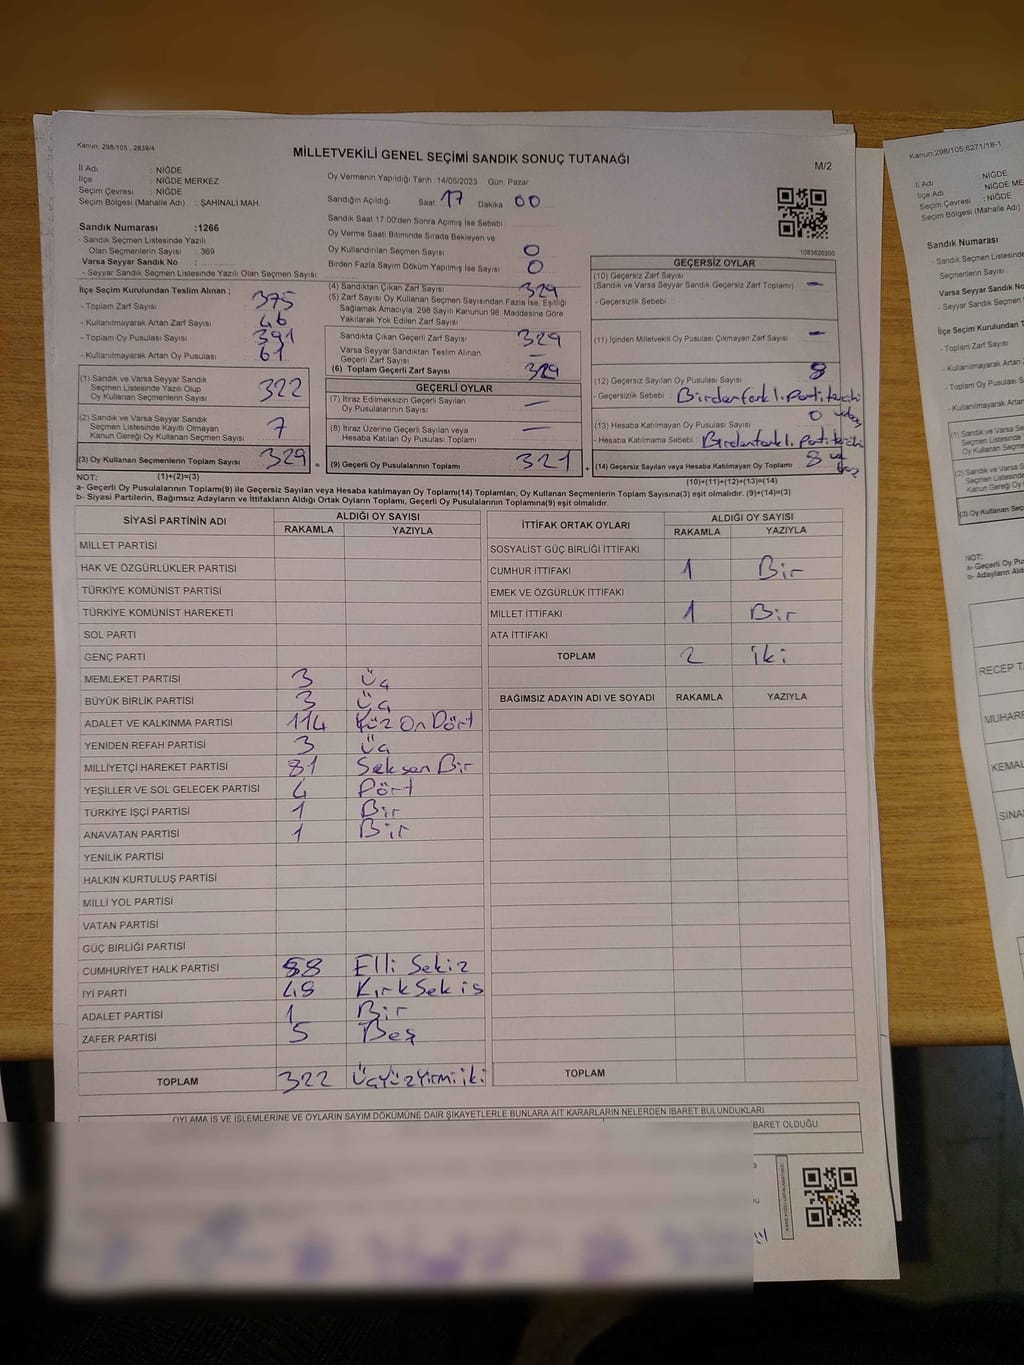 Kanun: 298/105 , 2839/4
MİLLETVEKİLİ GENEL SEÇİMİ SANDIK SONUÇ TUTANAĞI
M/2
İl Adı : NİĞDE
İlçe : NİĞDE MERKEZ
Seçim Çevresi : NİĞDE
Seçim Bölgesi (Mahalle Adı) : ŞAHİNALİ MAH.
Sandık Numarası :1266
- Sandık Seçmen Listesinde Yazılı
Olan Seçmenlerin Sayısı : 369
Varsa Seyyar Sandık No :
- Seyyar Sandık Seçmen Listesinde Yazılı Olan Seçmen Sayısı:
Oy Vermenin Yapıldığı Tarih :14/05/2023 Gün: Pazar
Sandığın Açıldığı Saat 17 Dakika 00
Sandık Saat 17.00'den Sonra Açılmış İse Sebebi
Oy Verme Saati Bitiminde Sırada Bekleyen ve
Oy Kullandırılan Seçmen Sayısı 0
Birden Fazla Sayım Döküm Yapılmış İse Sayısı 0
1083820200
İlçe Seçim Kurulundan Teslim Alınan ;
- Toplam Zarf Sayısı 375
- Kullanılmayarak Artan Zarf Sayısı 46
- Toplam Oy Pusulası Sayısı 391
- Kullanılmayarak Artan Oy Pusulası 61
(1) Sandık ve Varsa Seyyar Sandık
Seçmen Listesinde Yazılı Olup
Oy Kullanan Seçmenlerin Sayısı 322
(2) Sandık ve Varsa Seyyar Sandık
Seçmen Listesinde Kayıtlı Olmayan
Kanun Gereği Oy Kullanan Seçmen Sayısı 7
(3) Oy Kullanan Seçmenlerin Toplam Sayısı 329
(4) Sandıktan Çıkan Zarf Sayısı 329
(5) Zarf Sayısı Oy Kullanan Seçmen Sayısından Fazla İse, Eşitliği
Sağlamak Amacıyla; 298 Sayılı Kanunun 98. Maddesine Göre
Yakılarak Yok Edilen Zarf Sayısı
Sandıkta Çıkan Geçerli Zarf Sayısı 329
Varsa Seyyar Sandıktan Teslim Alınan
Geçerli Zarf Sayısı –
(6) Toplam Geçerli Zarf Sayısı 329
GEÇERLİ OYLAR
(7) İtiraz Edilmeksizin Geçerli Sayılan
Oy Pusulalarının Sayısı –
(8) İtiraz Üzerine Geçerli Sayılan veya
Hesaba Katılan Oy Pusulası Toplamı –
= (9) Geçerli Oy Pusulalarının Toplamı 321
GEÇERSİZ OYLAR
(10) Geçersiz Zarf Sayısı
(Sandık ve Varsa Seyyar Sandık Geçersiz Zarf Toplamı) –
- Geçersizlik Sebebi :
(11) İçinden Milletvekili Oy Pusulası Çıkmayan Zarf Sayısı –
(12) Geçersiz Sayılan Oy Pusulası Sayısı 8
- Geçersizlik Sebebi : Birden farklı parti tercihi
(13) Hesaba Katılmayan Oy Pusulası Sayısı 0
- Hesaba Katılmama Sebebi : Birden farklı parti tercihi
(14) Geçersiz Sayılan veya Hesaba Katılmayan Oy Toplamı 8
NOT: (1)+(2)=(3)
(10)+(11)+(12)+(13)=(14)
a- Geçerli Oy Pusulalarının Toplamı(9) ile Geçersiz Sayılan veya Hesaba katılmayan Oy Toplamı(14) Toplamları, Oy Kullanan Seçmenlerin Toplam Sayısına(3) eşit olmalıdır. (9)+(14)=(3)
b- Siyasi Partilerin, Bağımsız Adayların ve İttifakların Aldığı Ortak Oyların Toplamı, Geçerli Oy Pusulalarının Toplamına(9) eşit olmalıdır.
SİYASİ PARTİNİN ADI
ALDIĞI OY SAYISI
RAKAMLA YAZIYLA
MİLLET PARTİSİ
HAK VE ÖZGÜRLÜKLER PARTİSİ
TÜRKİYE KOMÜNİST PARTİSİ
TÜRKİYE KOMÜNİST HAREKETİ
SOL PARTİ
GENÇ PARTİ
MEMLEKET PARTİSİ 3 Üç
BÜYÜK BİRLİK PARTİSİ 3 Üç
ADALET VE KALKINMA PARTİSİ 114 Yüz On Dört
YENİDEN REFAH PARTİSİ 3 Üç
MİLLİYETÇİ HAREKET PARTİSİ 81 Seksen Bir
YEŞİLLER VE SOL GELECEK PARTİSİ 4 Dört
TÜRKİYE İŞÇİ PARTİSİ 1 Bir
ANAVATAN PARTİSİ 1 Bir
YENİLİK PARTİSİ
HALKIN KURTULUŞ PARTİSİ
MİLLİ YOL PARTİSİ
VATAN PARTİSİ
GÜÇ BİRLİĞİ PARTİSİ
CUMHURİYET HALK PARTİSİ 58 Elli Sekiz
İYİ PARTİ 48 Kırk Sekis
ADALET PARTİSİ 1 Bir
ZAFER PARTİSİ 5 Beş
TOPLAM 322 Üçyüzyirmi iki
İTTİFAK ORTAK OYLARI
ALDIĞI OY SAYISI
RAKAMLA YAZIYLA
SOSYALİST GÜÇ BİRLİĞİ İTTİFAKI
CUMHUR İTTİFAKI 1 Bir
EMEK VE ÖZGÜRLÜK İTTİFAKI
MİLLET İTTİFAKI 1 Bir
ATA İTTİFAKI
TOPLAM 2 iki
BAĞIMSIZ ADAYIN ADI VE SOYADI RAKAMLA YAZIYLA
TOPLAM
OYLAMA İŞ VE İŞLEMLERİNE VE OYLARIN SAYIM DÖKÜMÜNE DAİR ŞİKAYETLERLE BUNLARA AİT KARARLARIN NELERDEN İBARET BULUNDUKLARI
BARET OLDUĞU
Kanun:298/105;6271/18-1
İl Adı : NİĞDE
İlçe : NİĞDE ME
Seçim Çevresi : NİĞDE
Seçim Bölgesi (Mahalle Adı)
Sandık Numarası
- Sandık Seçmen Listesinde
Seçmenlerin Sayısı
Varsa Seyyar Sandık No
- Seyyar Sandık Seçmen
İlçe Seçim Kurulundan Tes
- Toplam Zarf Sayısı
- Kullanılmayarak Artan Za
- Toplam Oy Pusulası Sayı
- Kullanılmayarak Artan
(1) Sandık ve Varsa
Seçmen Listesind
Oy Kullanan Seç
(2) Sandık ve Varsa
Seçmen Listesind
Kanun Gereği O
(3) Oy Kullanan Seç
NOT:
a- Geçerli Oy Pus
b- Adayların Aldı
RECEP TA
MUHARR
KEMAL
SİNA